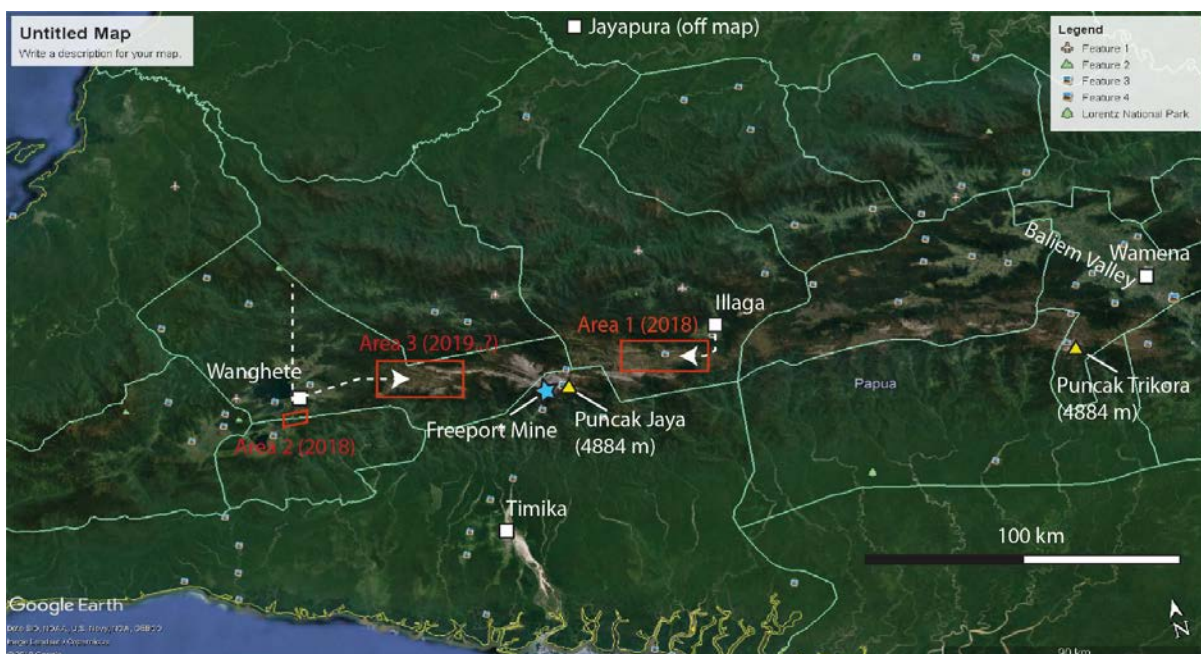 Untitled Map
Write a description for your map.
Jayapura (off map)
Legend
Feature 1
Feature 2
Feature 3
Feature 4
Lorentz National Park
Baliem Valley
Wamena
Illaga
Area 1 (2018)
Area 3 (2019..?)
Wanghete
Papua
Puncak Trikora
(4884 m)
Puncak Jaya
(4884 m)
Freeport Mine
Area 2 (2018)
Timika
100 km
Google Earth
N
90 km